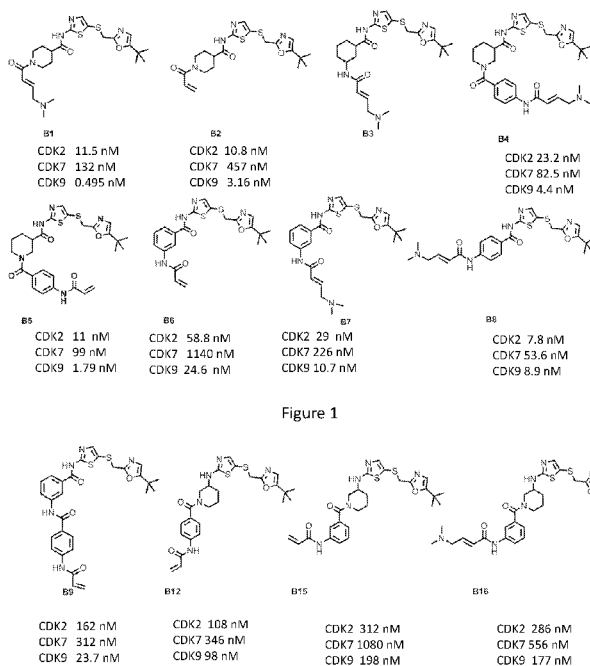 B1
B2
B3
B4
CDK2 11.5 nM
CDK7 132 nM
CDK9 0.495 nM
CDK2 10.8 nM
CDK7 457 nM
CDK9 3.16 nM
CDK2 23.2 nM
CDK7 82.5 nM
CDK9 4.4 nM
B5
B6
B7
B8
CDK2 11 nM
CDK7 99 nM
CDK9 1.79 nM
CDK2 58.8 nM
CDK7 1140 nM
CDK9 24.6 nM
CDK2 29 nM
CDK7 226 nM
CDK9 10.7 nM
CDK2 7.8 nM
CDK7 53.6 nM
CDK9 8.9 nM
Figure 1
B9
B12
B15
B16
CDK2 162 nM
CDK7 312 nM
CDK9 23.7 nM
CDK2 108 nM
CDK7 346 nM
CDK9 98 nM
CDK2 312 nM
CDK7 1080 nM
CDK9 198 nM
CDK2 286 nM
CDK7 556 nM
CDK9 177 nM